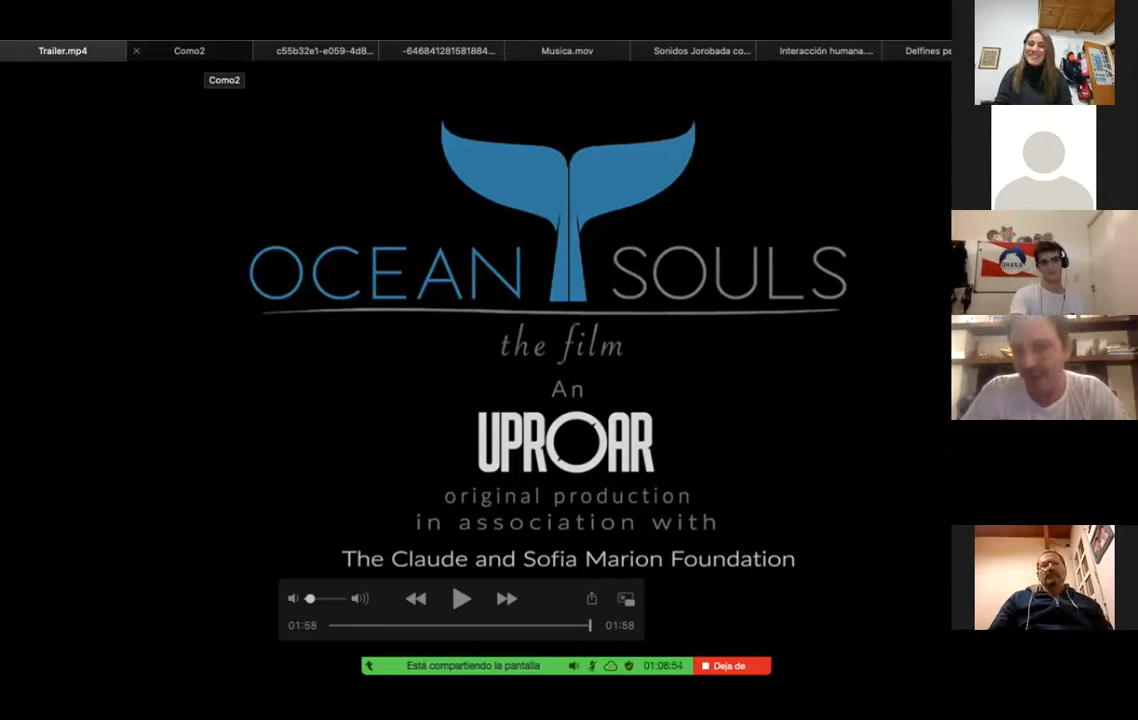 Trailer.mp4
Como2
c55b32e1-e059-4d8...
-646841281581884...
Musica.mov
Sonidos Jorobada co...
Interacción humana....
Delfines pe
Como2
OCEAN SOULS
the film
An
UPROAR
original production
in association with
The Claude and Sofia Marion Foundation
01:58
01:58
Está compartiendo la pantalla
01:08:54
Deja de
GHANA